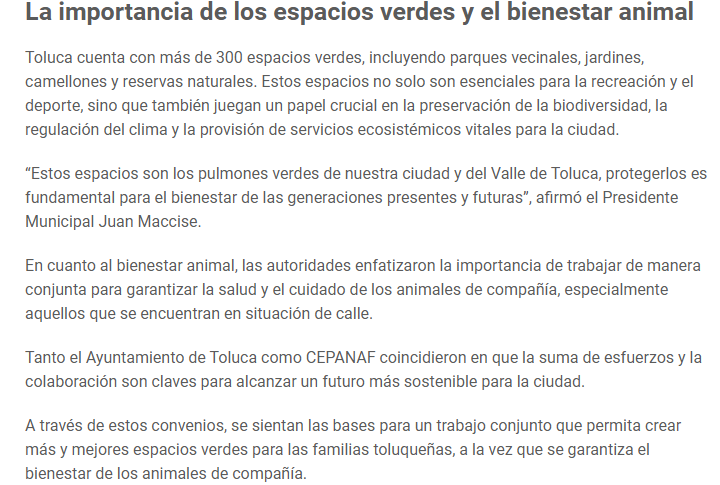 La importancia de los espacios verdes y el bienestar animal
Toluca cuenta con más de 300 espacios verdes, incluyendo parques vecinales, jardines,
camellones y reservas naturales. Estos espacios no solo son esenciales para la recreación y el
deporte, sino que también juegan un papel crucial en la preservación de la biodiversidad, la
regulación del clima y la provisión de servicios ecosistémicos vitales para la ciudad.
“Estos espacios son los pulmones verdes de nuestra ciudad y del Valle de Toluca, protegerlos es
fundamental para el bienestar de las generaciones presentes y futuras”, afirmó el Presidente
Municipal Juan Maccise.
En cuanto al bienestar animal, las autoridades enfatizaron la importancia de trabajar de manera
conjunta para garantizar la salud y el cuidado de los animales de compañía, especialmente
aquellos que se encuentran en situación de calle.
Tanto el Ayuntamiento de Toluca como CEPANAF coincidieron en que la suma de esfuerzos y la
colaboración son claves para alcanzar un futuro más sostenible para la ciudad.
A través de estos convenios, se sientan las bases para un trabajo conjunto que permita crear
más y mejores espacios verdes para las familias toluqueñas, a la vez que se garantiza el
bienestar de los animales de compañía.